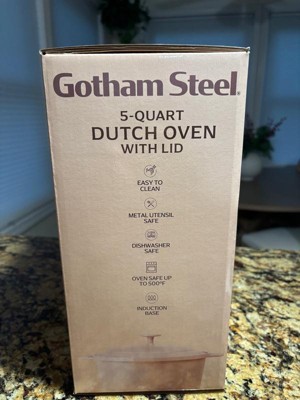 Gotham Steel®
5-QUART
DUTCH OVEN
WITH LID
EASY TO
CLEAN
METAL UTENSIL
SAFE
DISHWASHER
SAFE
OVEN SAFE UP
TO 500°F
INDUCTION
BASE